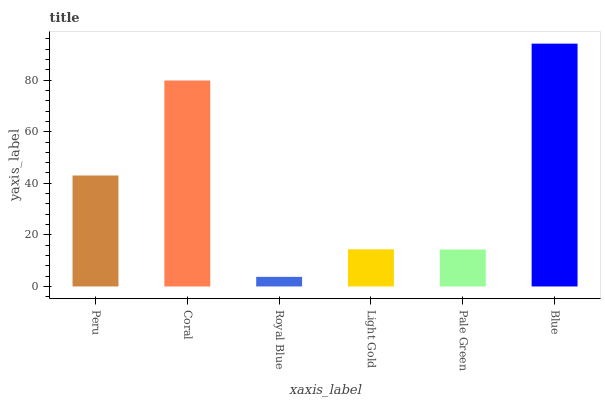 title
yaxis_label
80
60
40
20
0
Peru
Coral
Royal Blue
Light Gold
Pale Green
Blue
xaxis_label